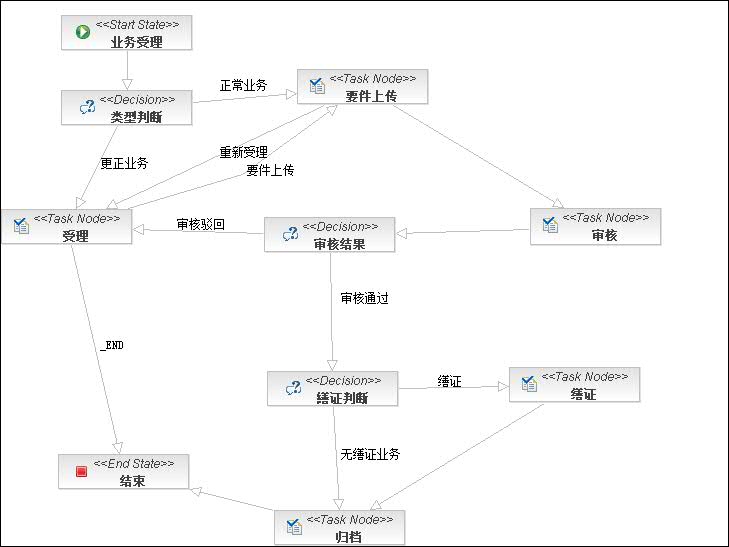 <<Start State>>
业务受理
<<Decision>>
类型判断
正常业务
<<Task Node>>
要件上传
更正业务
重新受理
要件上传
<<Task Node>>
受理
审核驳回
<<Decision>>
审核结果
<<Task Node>>
审核
审核通过
_END
<<Decision>>
缮证判断
缮证
<<Task Node>>
缮证
无缮证业务
<<End State>>
结束
<<Task Node>>
归档